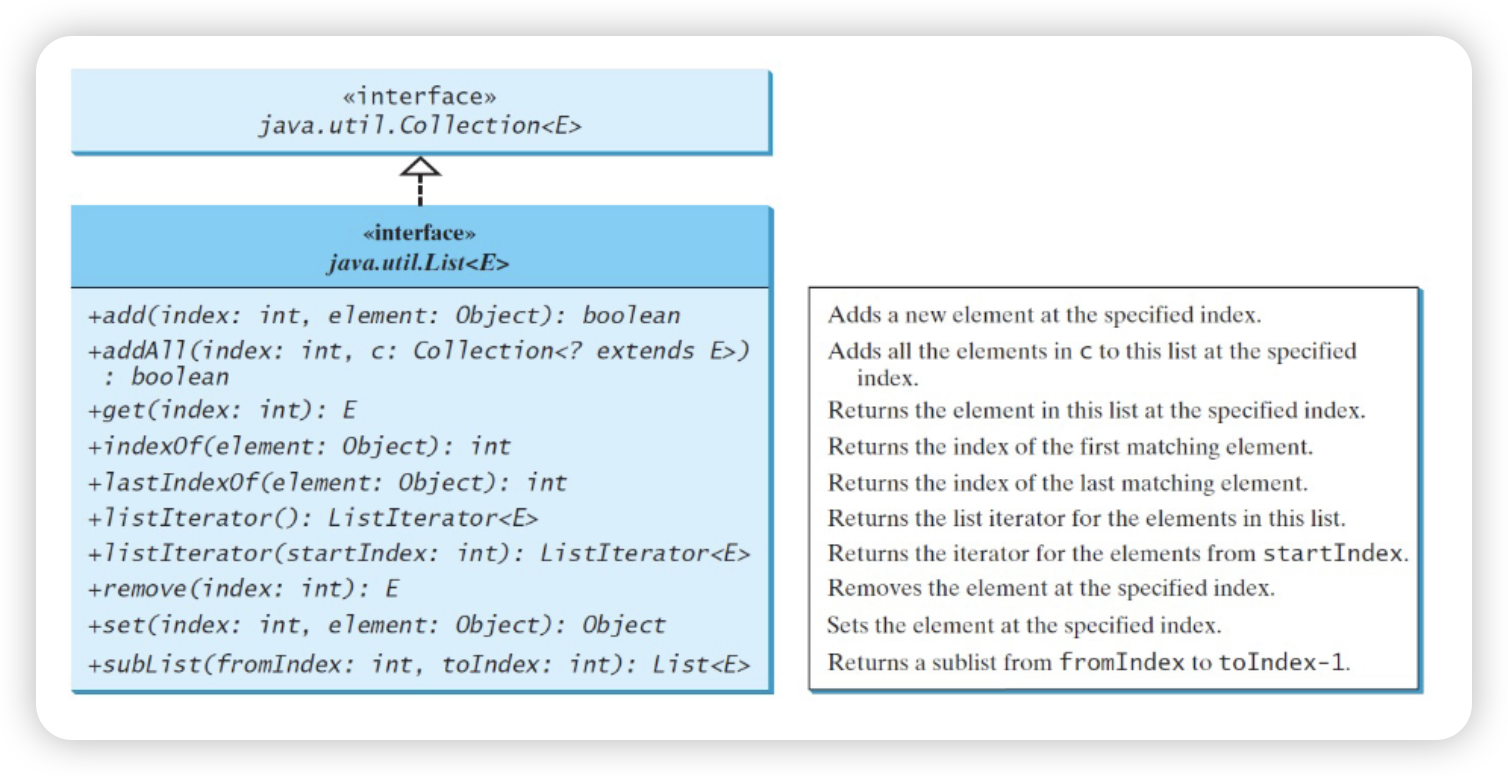 «interface»
java.util.Collection<E>
«interface»
java.util.List<E>
+add(index: int, element: Object): boolean
+addAll(index: int, c: Collection<? extends E>)
: boolean
+get(index: int): E
+indexOf(element: Object): int
+lastIndexOf(element: Object): int
+listIterator(): ListIterator<E>
+listIterator(startIndex: int): ListIterator<E>
+remove(index: int): E
+set(index: int, element: Object): Object
+subList(fromIndex: int, toIndex: int): List<E>
Adds a new element at the specified index.
Adds all the elements in c to this list at the specified
index.
Returns the element in this list at the specified index.
Returns the index of the first matching element.
Returns the index of the last matching element.
Returns the list iterator for the elements in this list.
Returns the iterator for the elements from startIndex.
Removes the element at the specified index.
Sets the element at the specified index.
Returns a sublist from fromIndex to toIndex-1.